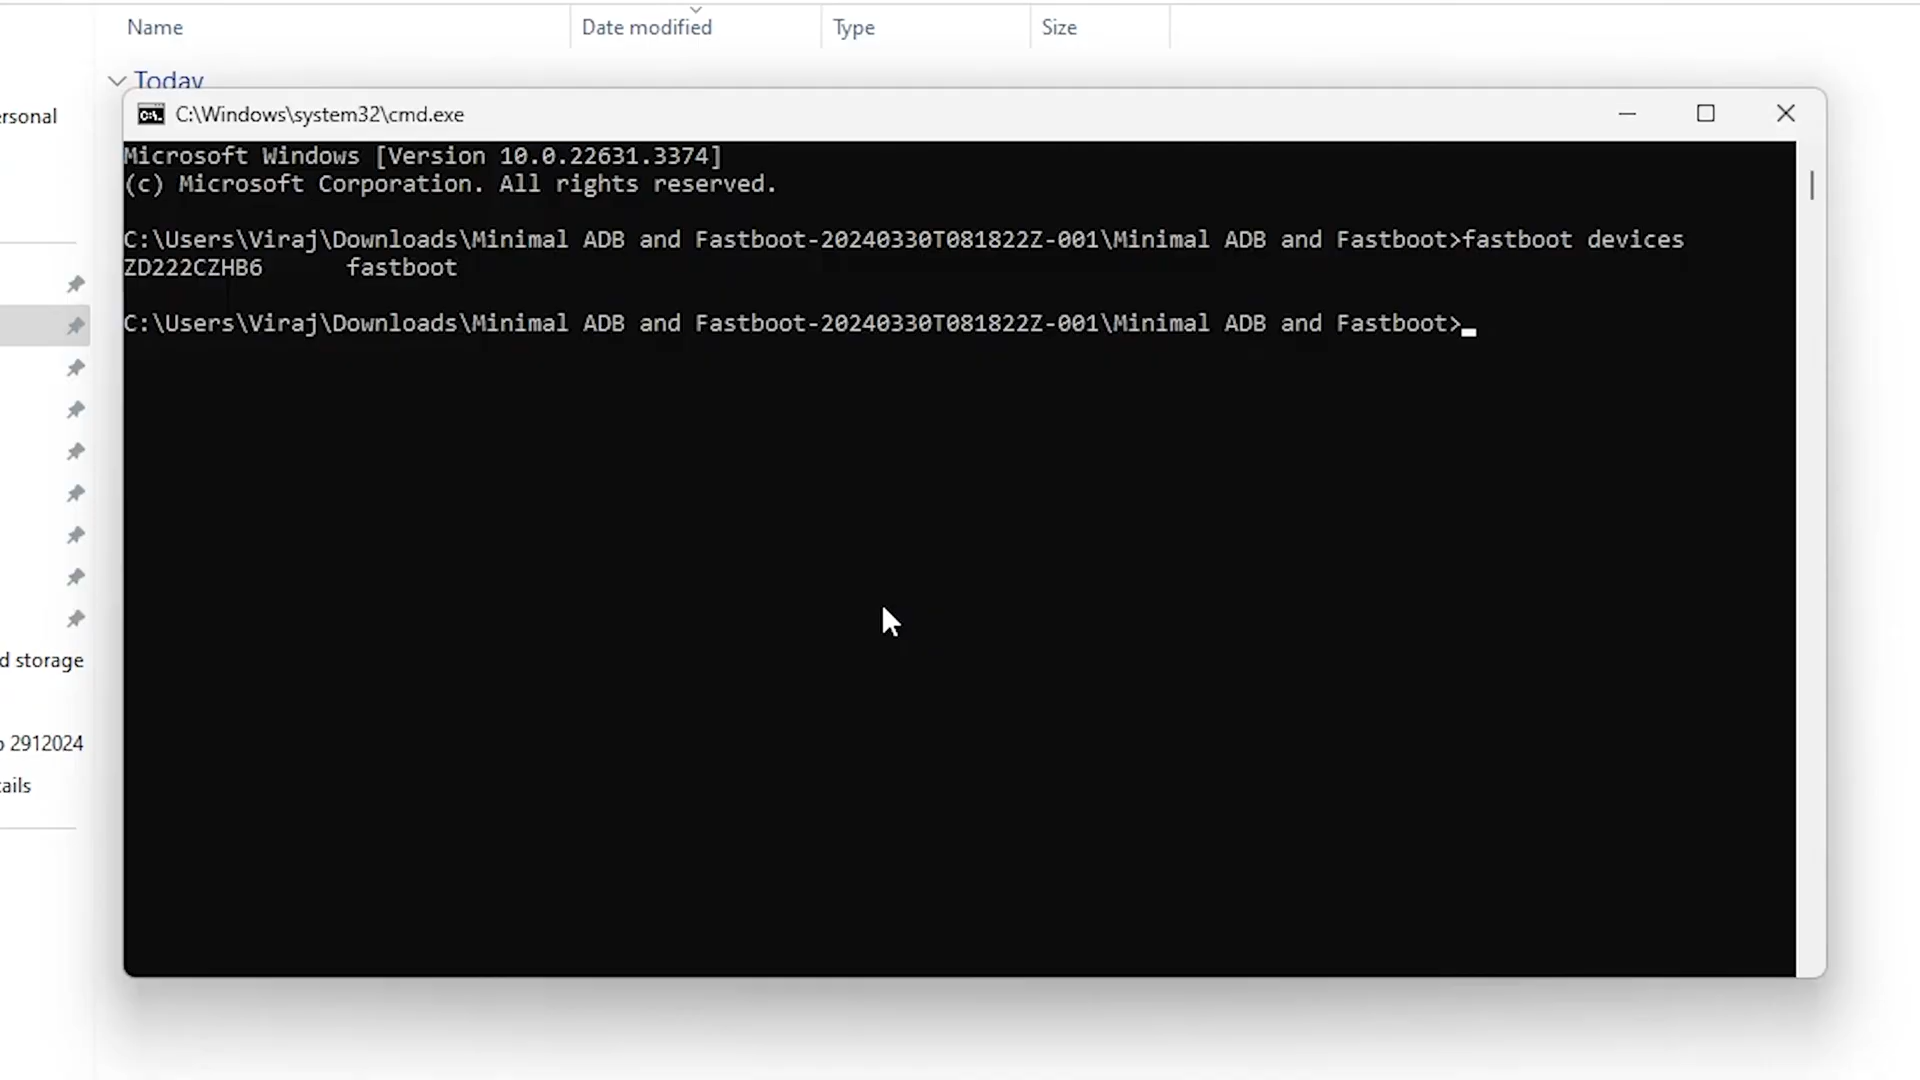 Name Date modified Type Size
Today
ersonal
C:\Windows\system32\cmd.exe
Microsoft Windows [Version 10.0.22631.3374]
(c) Microsoft Corporation. All rights reserved.
C:\Users\Viraj\Downloads\Minimal ADB and Fastboot-20240330T081822Z-001\Minimal ADB and Fastboot>fastboot devices
ZD222CZHB6 fastboot
C:\Users\Viraj\Downloads\Minimal ADB and Fastboot-20240330T081822Z-001\Minimal ADB and Fastboot>
d storage
2912024
ails